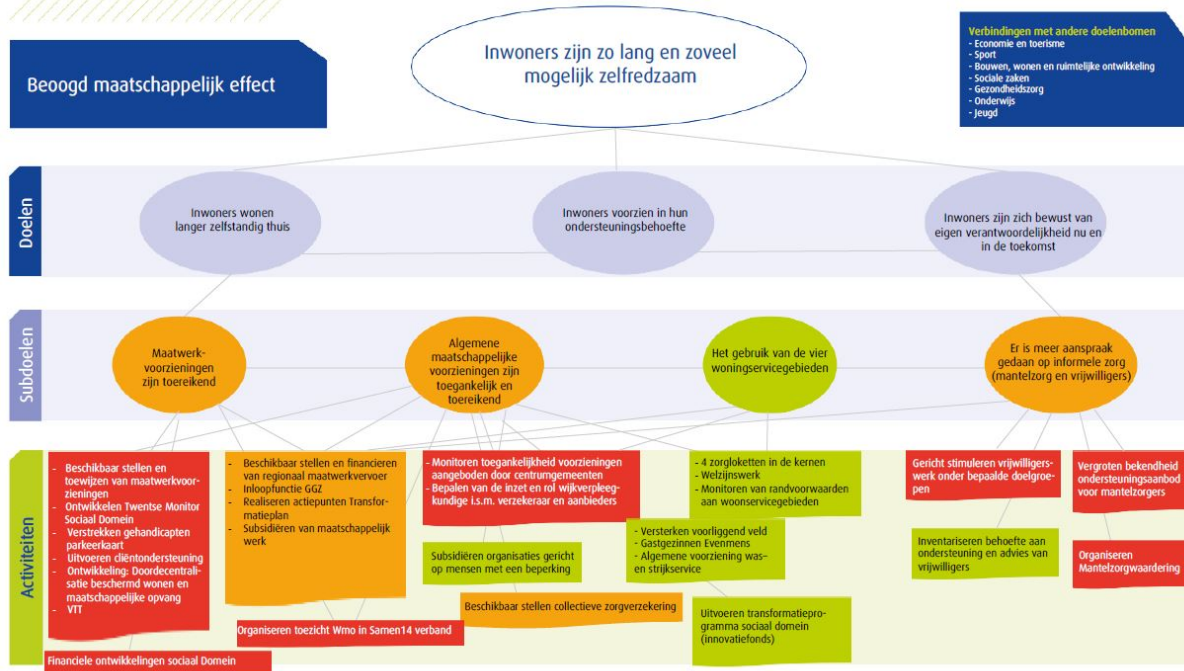 Beoogd maatschappelijk effect
Inwoners zijn zo lang en zoveel
mogelijk zelfredzaam
Verbindingen met andere doelenbomen
- Economie en toerisme
- Sport
- Bouwen, wonen en ruimtelijke ontwikkeling
- Sociale zaken
- Gezondheidszorg
- Onderwijs
- Jeugd
Doelen
Inwoners wonen
langer zelfstandig thuis
Inwoners voorzien in hun
ondersteuningsbehoefte
Inwoners zijn zich bewust van
eigen verantwoordelijkheid nu en
in de toekomst
Subdoelen
Maatwerk-
voorzieningen
zijn toereikend
Algemene
maatschappelijke
voorzieningen zijn
toegankelijk en
toereikend
Het gebruik van de vier
woningservicegebieden
Er is meer aanspraak
gedaan op informele zorg
(mantelzorg en vrijwilligers)
Activiteiten
- Beschikbaar stellen en
toewijzen van maatwerkvoor-
zieningen
- Ontwikkelen Twentse Monitor
Sociaal Domein
- Verstrekken gehandicapten
parkeerkaart
- Uitvoeren cliëntondersteuning
- Ontwikkeling: Doordecentrali-
satie beschermd wonen en
maatschappelijke opvang
- VTT
Financiele ontwikkelingen sociaal Domein
- Beschikbaar stellen en financieren
van regionaal maatwerkvervoer
- Inloopfunctie GGZ
- Realiseren actiepunten Transfor-
matieplan
- Subsidiëren van maatschappelijk
werk
Organiseren toezicht Wmo in Samen14 verband
- Monitoren toegankelijkheid voorzieningen
aangeboden door centrumgemeenten
- Bepalen van de inzet en rol wijkverpleeg-
kundige i.s.m. verzekeraar en aanbieders
Subsidiëren organisaties gericht
op mensen met een beperking
Beschikbaar stellen collectieve zorgverzekering
- 4 zorgloketten in de kernen
- Welzijnswerk
- Monitoren van randvoorwaarden
aan woonservicegebieden
- Versterken voorliggend veld
- Gastgezinnen Evenmens
- Algemene voorziening was-
en strijkservice
Uitvoeren transformatiepro-
gramma sociaal domein
(innovatiefonds)
Gericht stimuleren vrijwilligers-
werk onder bepaalde doelgroe-
pen
Inventariseren behoefte aan
ondersteuning en advies van
vrijwilligers
Vergroten bekendheid
ondersteuningsaanbod
voor mantelzorgers
Organiseren
Mantelzorgwaardering